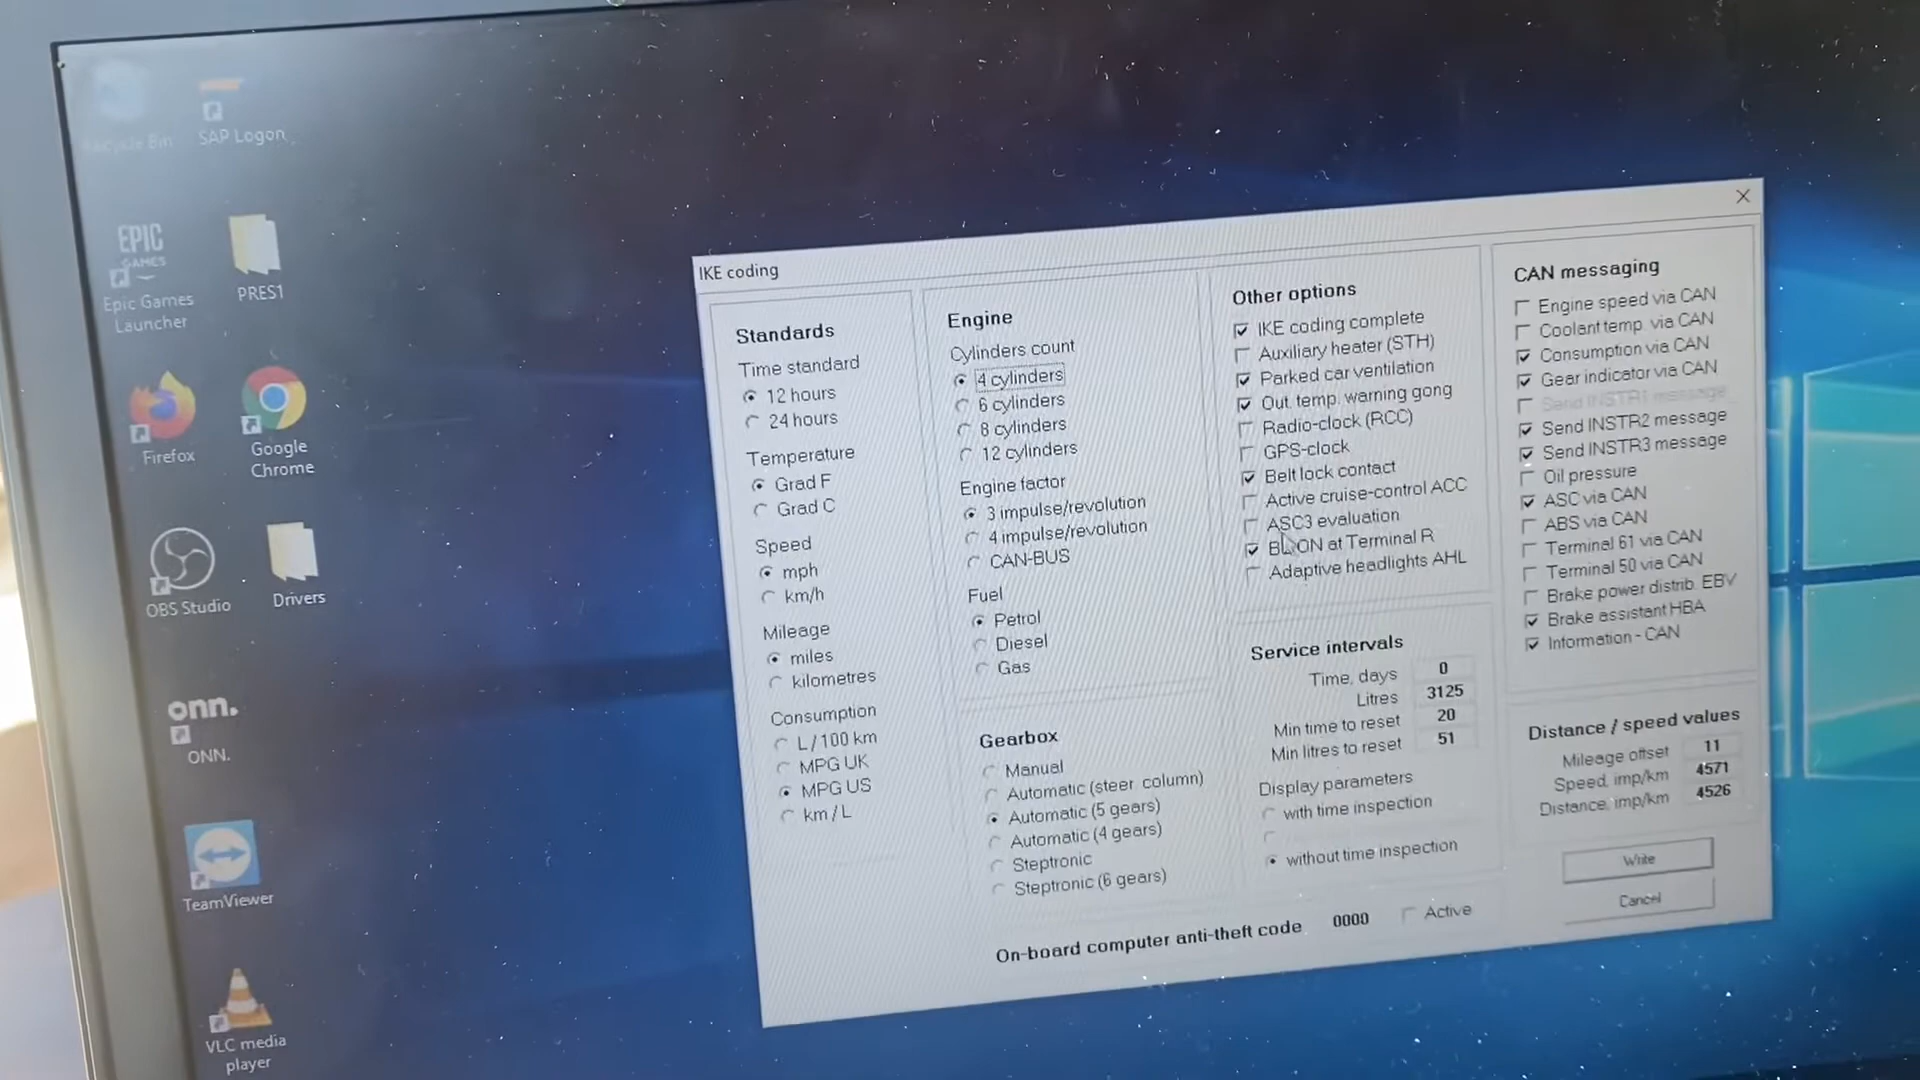 Recycle Bin
SAP Logon
EPIC
GAMES
Epic Games
Launcher
PRES1
Firefox
Google
Chrome
OBS Studio
Drivers
onn.
ONN.
TeamViewer
VLC media
player
IKE coding
Standards
Time standard
12 hours
24 hours
Temperature
Grad F
Grad C
Speed
mph
km/h
Mileage
miles
kilometres
Consumption
L / 100 km
MPG UK
MPG US
km / L
Engine
Cylinders count
4 cylinders
6 cylinders
8 cylinders
12 cylinders
Engine factor
3 impulse/revolution
4 impulse/revolution
CAN-BUS
Fuel
Petrol
Diesel
Gas
Gearbox
Manual
Automatic (steer column)
Automatic (5 gears)
Automatic (4 gears)
Steptronic
Steptronic (6 gears)
Other options
IKE coding complete
Auxiliary heater (STH)
Parked car ventilation
Out. temp. warning gong
Radio-clock (RCC)
GPS-clock
Belt lock contact
Active cruise-control ACC
ASC3 evaluation
ON at Terminal R
Adaptive headlights AHL
Service intervals
Time, days 0
Litres 3125
Min time to reset 20
Min litres to reset 51
Display parameters
with time inspection
without time inspection
CAN messaging
Engine speed via CAN
Coolant temp. via CAN
Consumption via CAN
Gear indicator via CAN
Send INSTR1 message
Send INSTR2 message
Send INSTR3 message
Oil pressure
ASC via CAN
ABS via CAN
Terminal 61 via CAN
Terminal 50 via CAN
Brake power distrib. EBV
Brake assistant HBA
Information - CAN
Distance / speed values
Mileage offset 11
Speed, imp/km 4571
Distance, imp/km 4526
Write
Cancel
On-board computer anti-theft code 0000 Active